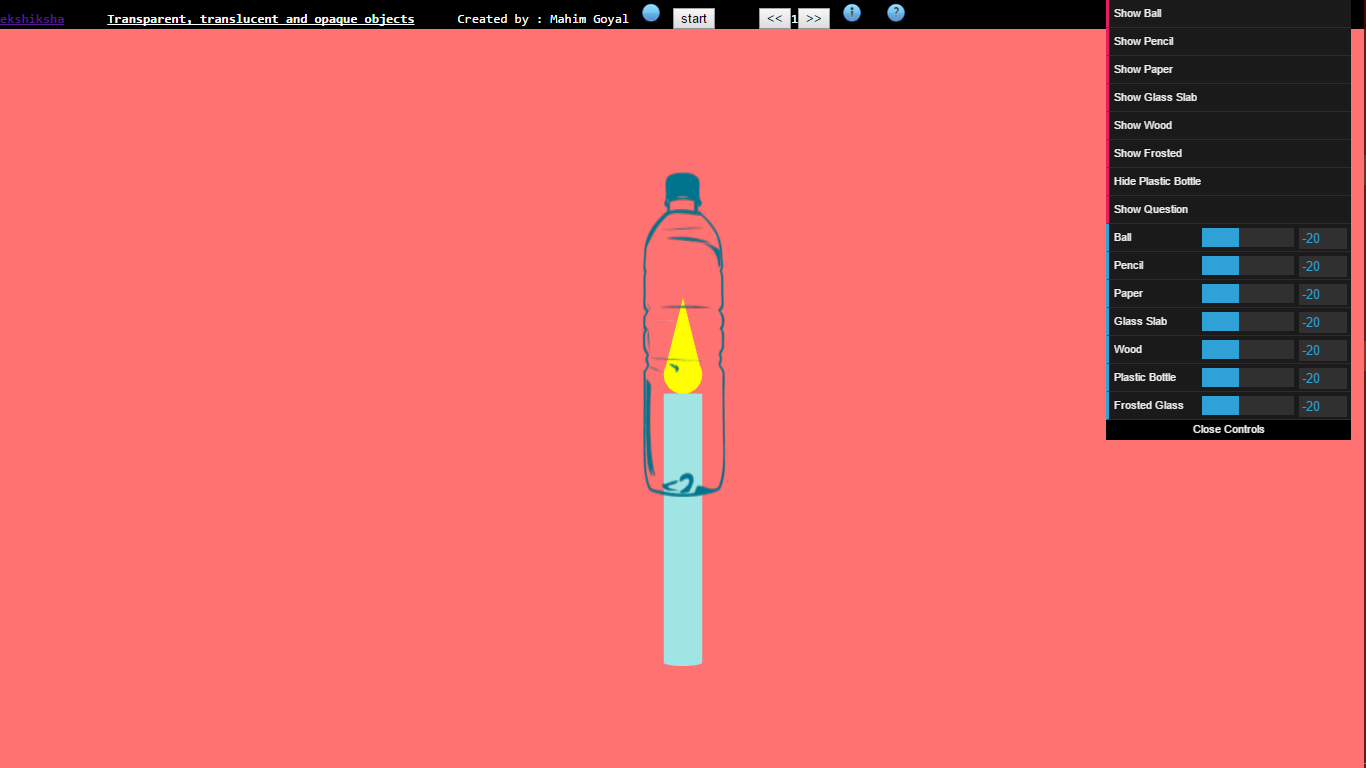 ekshiksha Transparent, translucent and opaque objects Created by : Mahim Goyal start << 1 >> i ?
Show Ball
Show Pencil
Show Paper
Show Glass Slab
Show Wood
Show Frosted
Hide Plastic Bottle
Show Question
Ball -20
Pencil -20
Paper -20
Glass Slab -20
Wood -20
Plastic Bottle -20
Frosted Glass -20
Close Controls